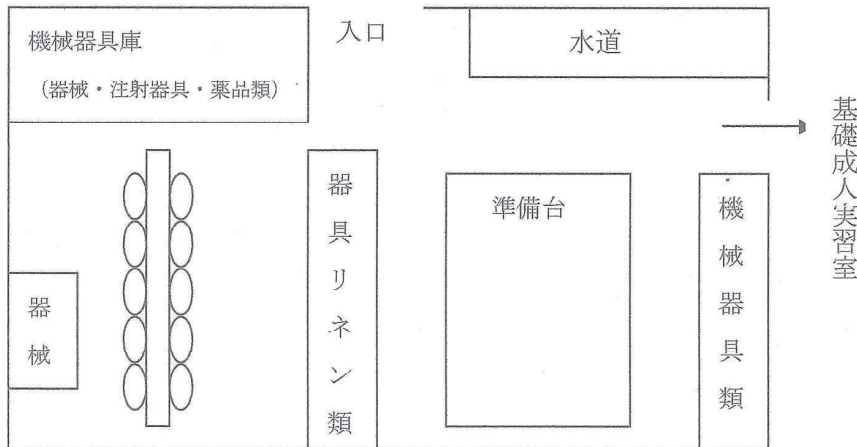 機械器具庫
(器械・注射器具・薬品類)
入口
水道
基礎成人実習室
器具リネン類
準備台
機械器具類
器械